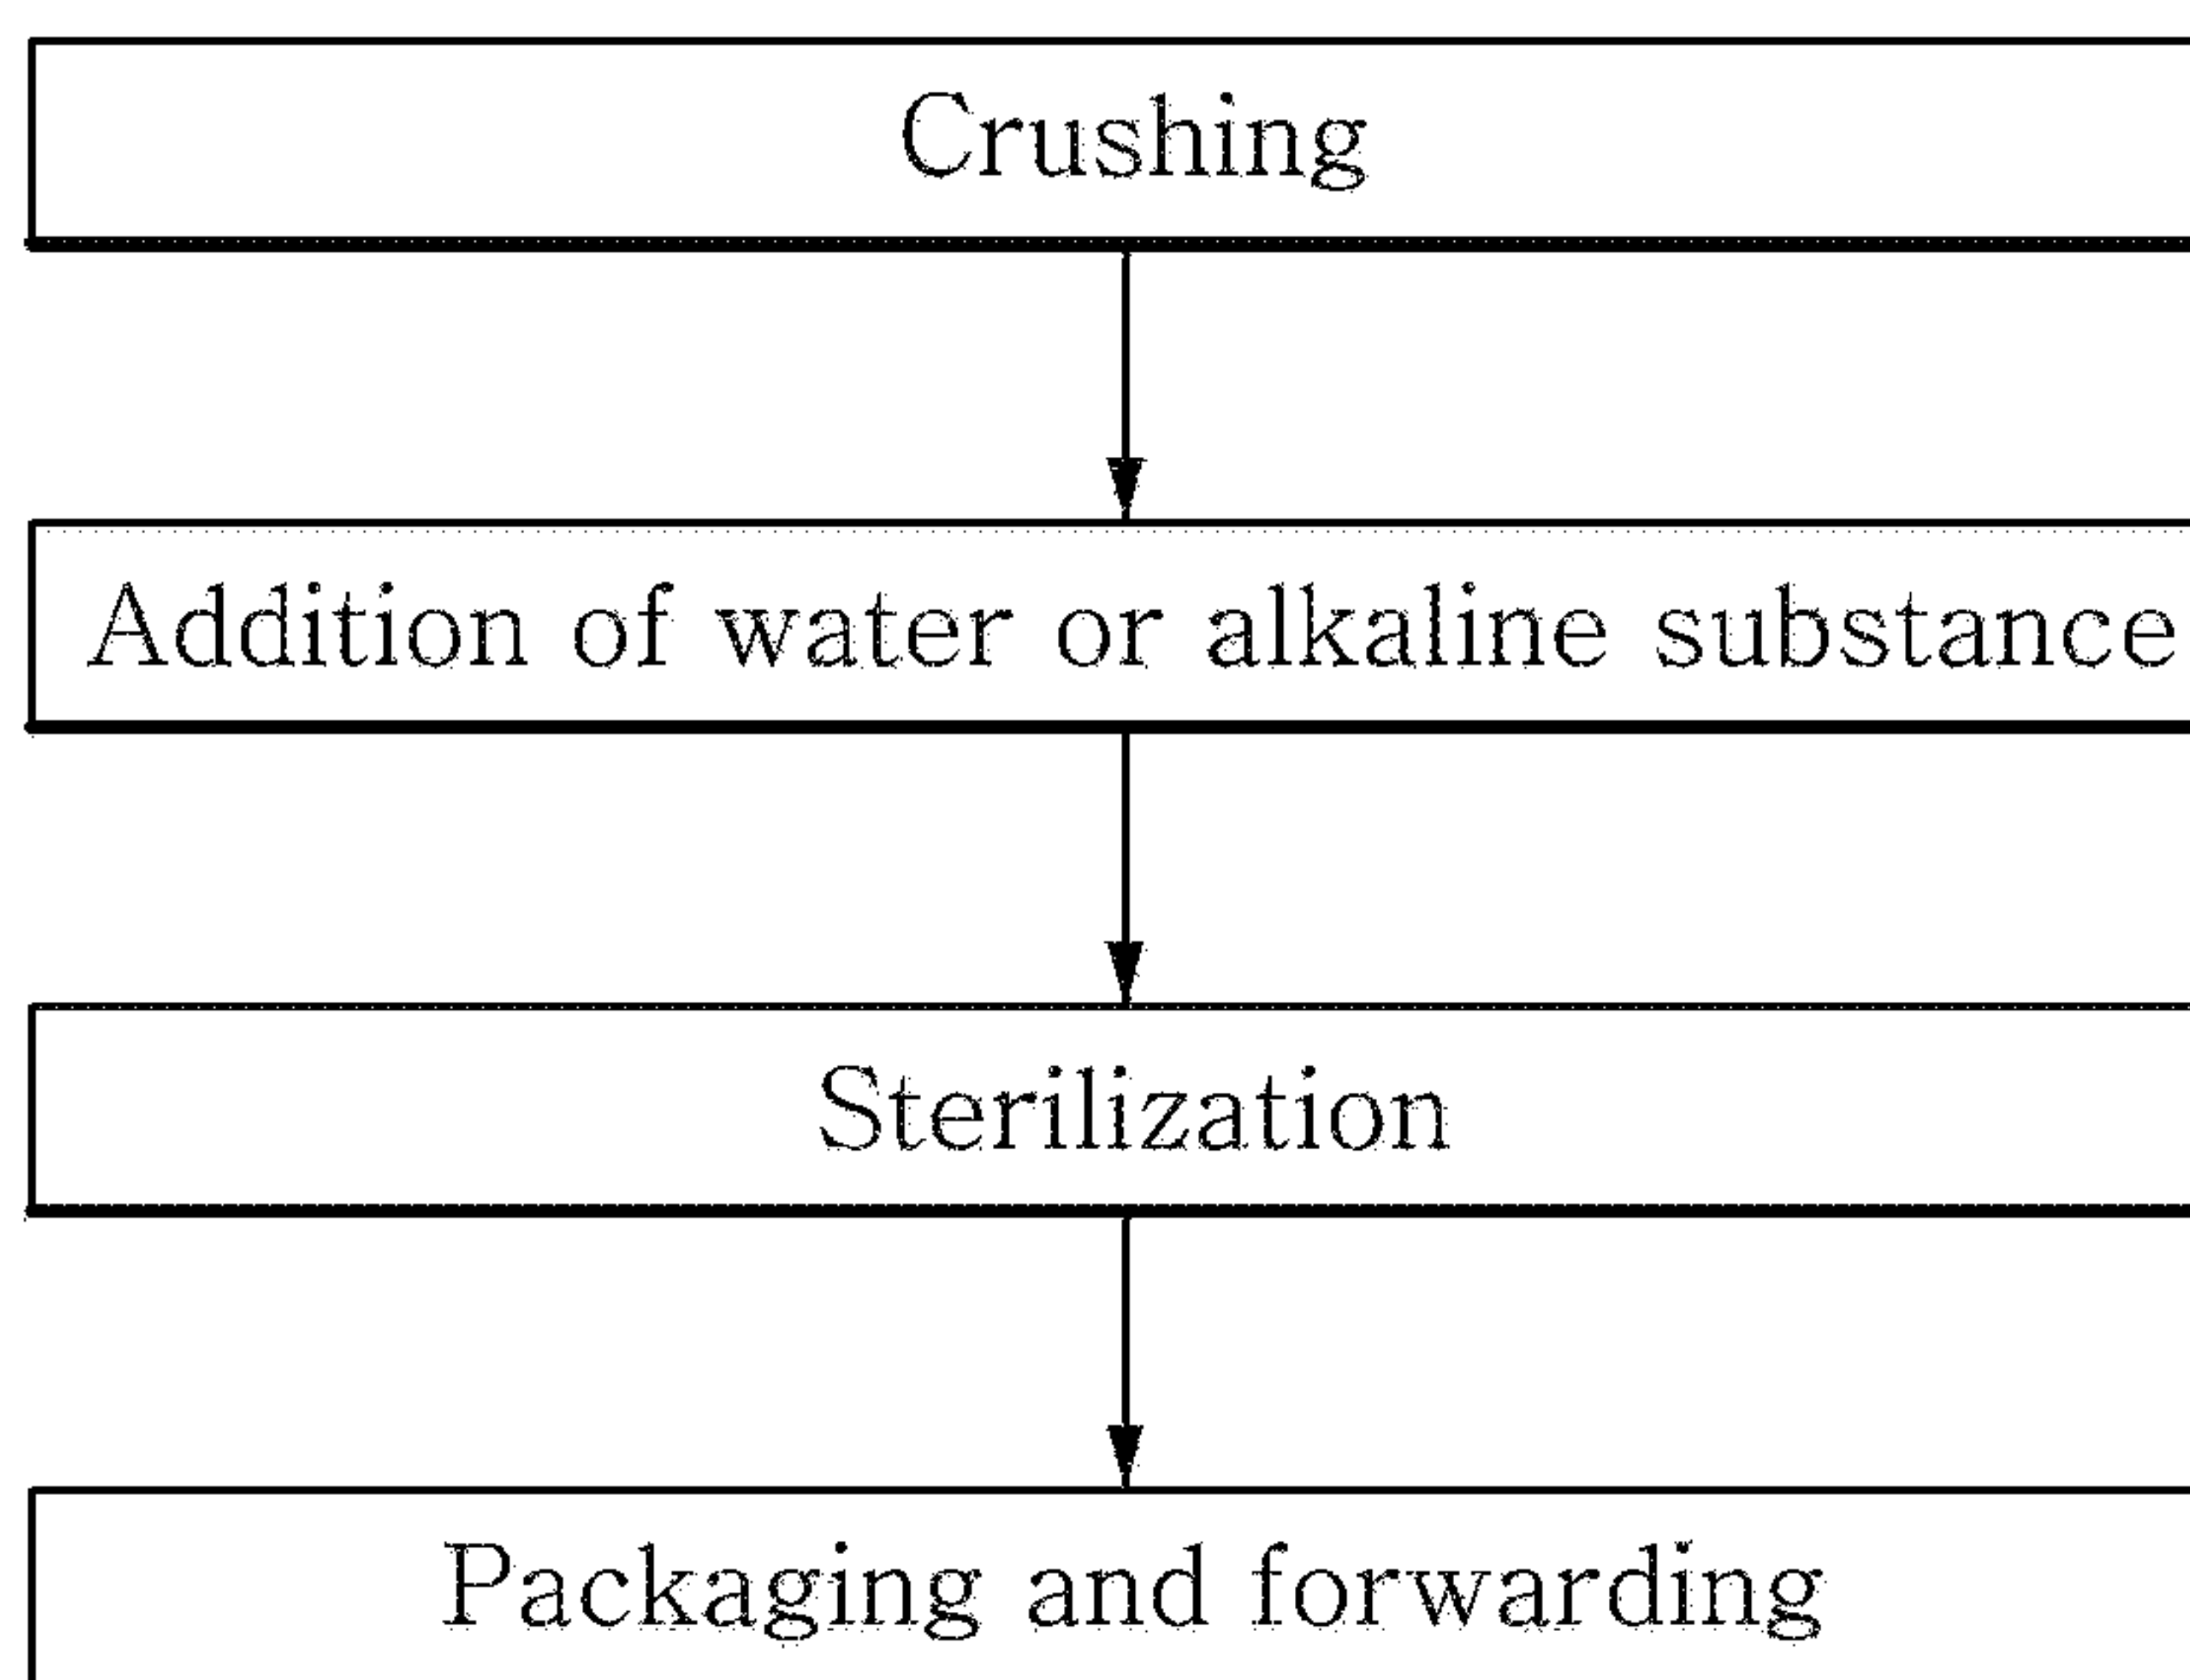 Crushing
Addition of water or alkaline substance
Sterilization
Packaging and forwarding